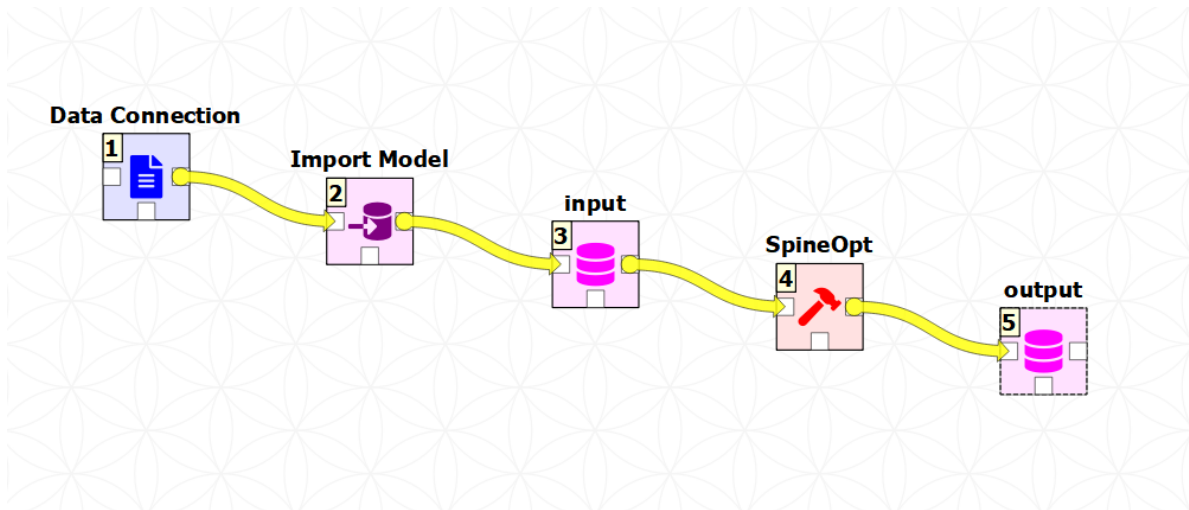 Data Connection
1
Import Model
2
input
3
SpineOpt
4
output
5